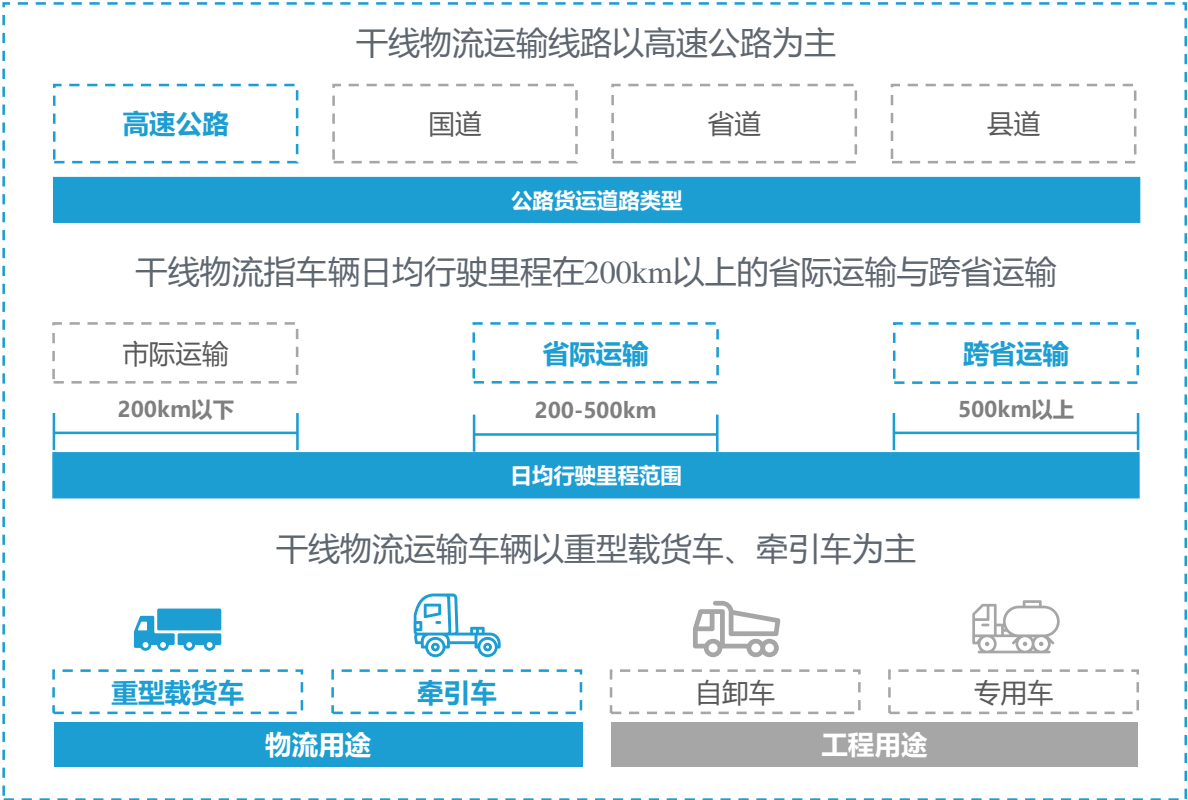 干线物流运输线路以高速公路为主
高速公路 国道 省道 县道
公路货运道路类型
干线物流指车辆日均行驶里程在200km以上的省际运输与跨省运输
市际运输 省际运输 跨省运输
200km以下 200-500km 500km以上
日均行驶里程范围
干线物流运输车辆以重型载货车、牵引车为主
重型载货车 牵引车 自卸车 专用车
物流用途 工程用途